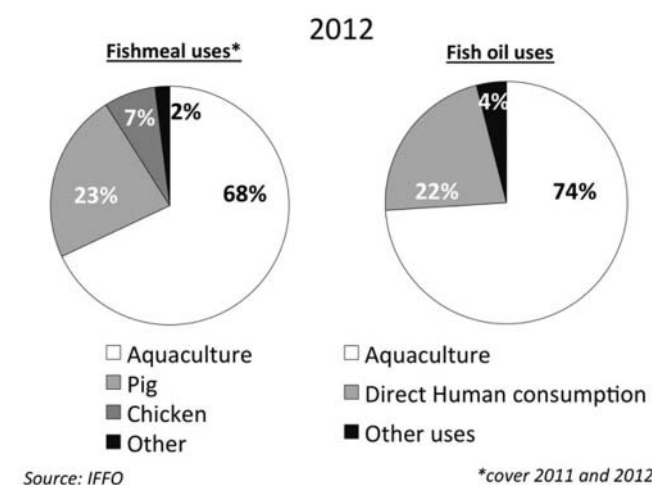 2012
Fishmeal uses*
7%
2%
23%
68%
Aquaculture
Pig
Chicken
Other
Fish oil uses
4%
22%
74%
Aquaculture
Direct Human consumption
Other uses
Source: IFFO
*cover 2011 and 2012